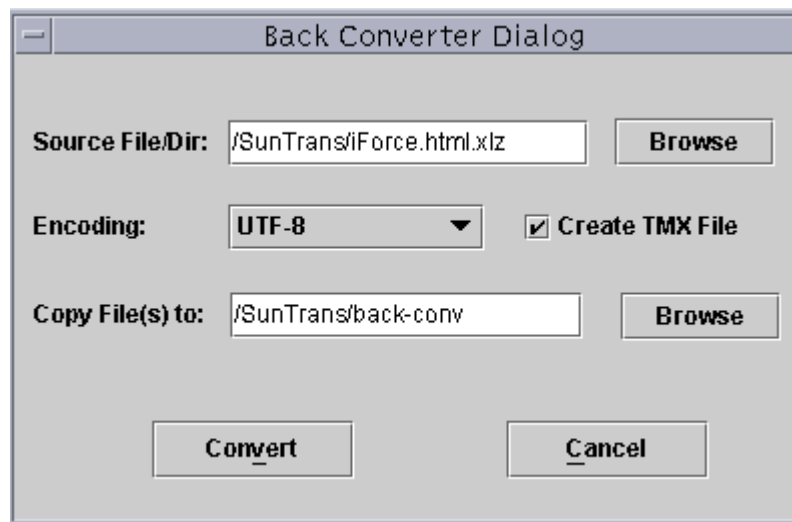 Back Converter Dialog
Source File/Dir: /SunTrans/iForce.html.xlz Browse
Encoding: UTF-8 Create TMX File
Copy File(s) to: /SunTrans/back-conv Browse
Convert Cancel